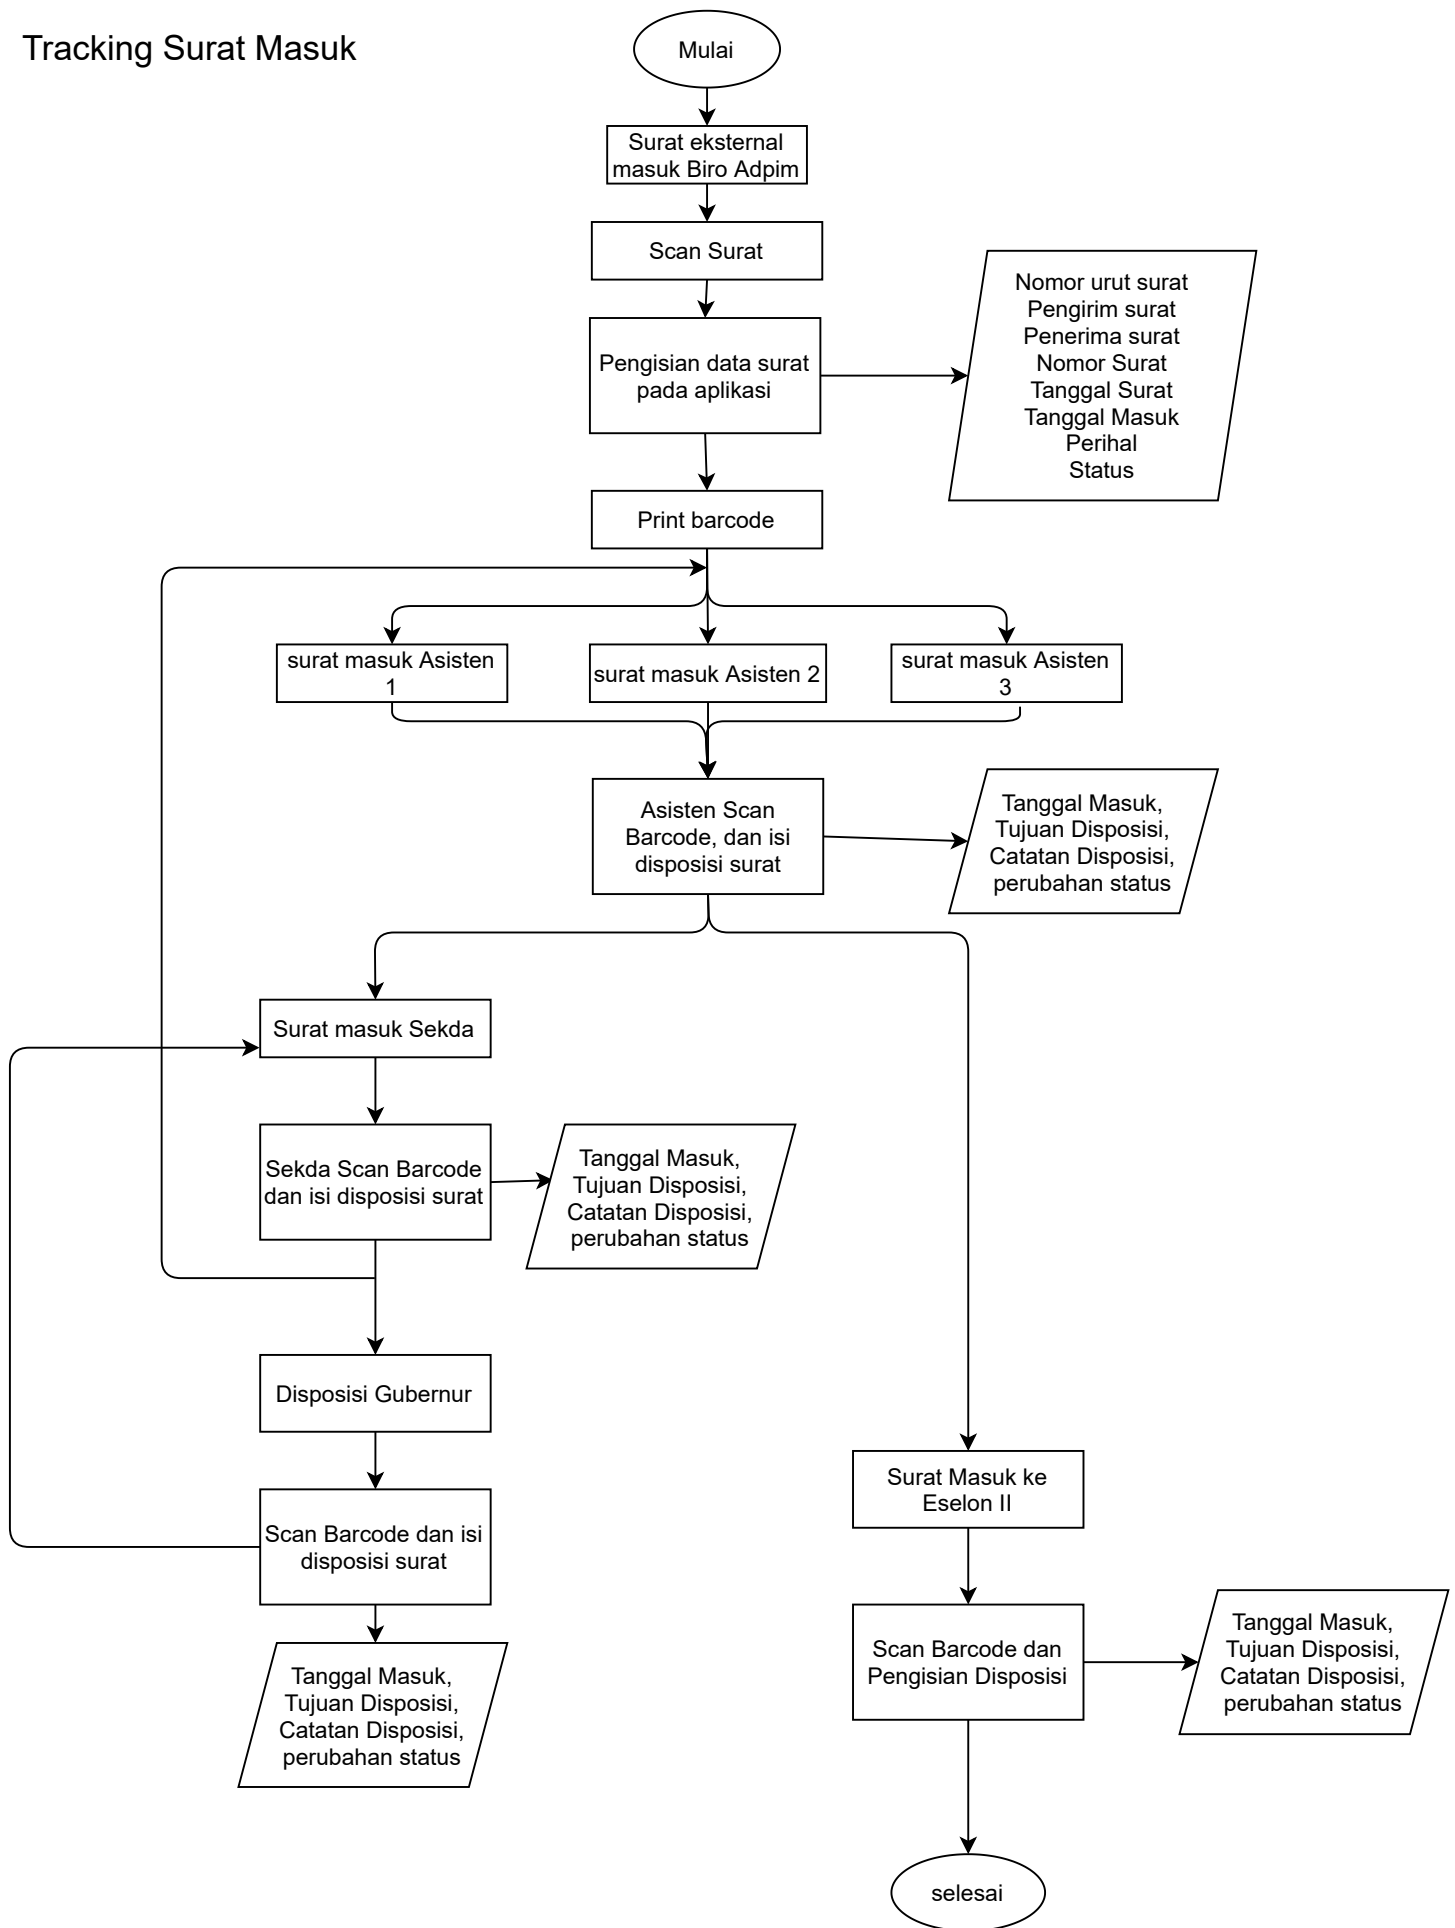 Tracking Surat Masuk
Mulai
Surat eksternal
masuk Biro Adpim
Scan Surat
Pengisian data surat
pada aplikasi
Nomor urut surat
Pengirim surat
Penerima surat
Nomor Surat
Tanggal Surat
Tanggal Masuk
Perihal
Status
Print barcode
surat masuk Asisten
1
surat masuk Asisten 2
surat masuk Asisten
3
Asisten Scan
Barcode, dan isi
disposisi surat
Tanggal Masuk,
Tujuan Disposisi,
Catatan Disposisi,
perubahan status
Surat masuk Sekda
Sekda Scan Barcode
dan isi disposisi surat
Tanggal Masuk,
Tujuan Disposisi,
Catatan Disposisi,
perubahan status
Disposisi Gubernur
Scan Barcode dan isi
disposisi surat
Tanggal Masuk,
Tujuan Disposisi,
Catatan Disposisi,
perubahan status
Surat Masuk ke
Eselon II
Scan Barcode dan
Pengisian Disposisi
Tanggal Masuk,
Tujuan Disposisi,
Catatan Disposisi,
perubahan status
selesai